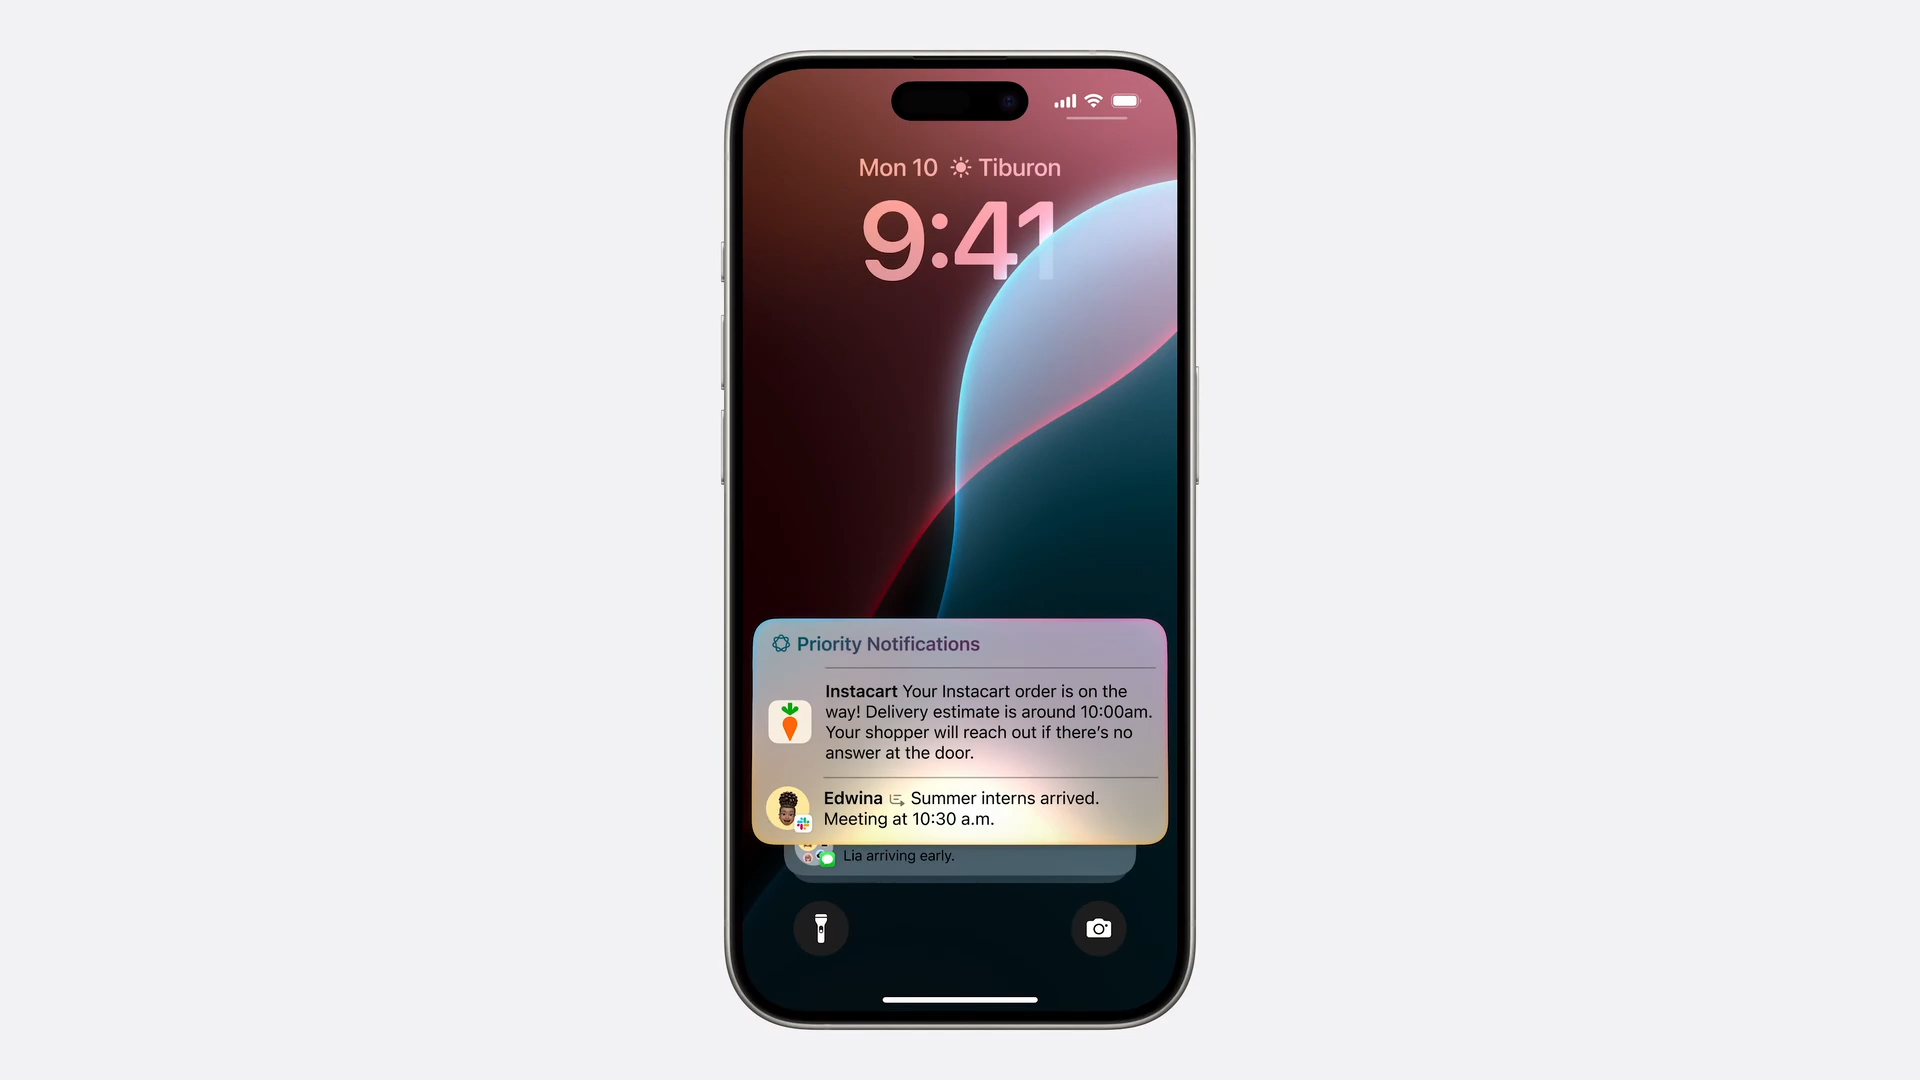 Mon 10 Tiburon
9:41
Priority Notifications
Instacart Your Instacart order is on the
way! Delivery estimate is around 10:00am.
Your shopper will reach out if there's no
answer at the door.
Edwina Summer interns arrived.
Meeting at 10:30 a.m.
Lia arriving early.